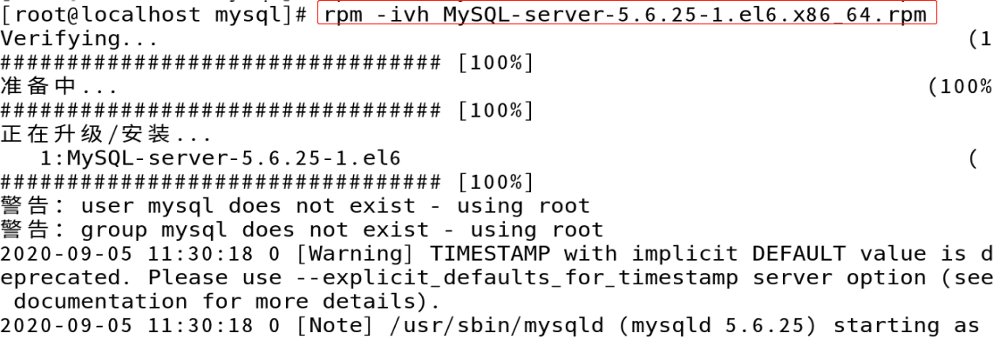 [root@localhost mysql]# rpm -ivh MySQL-server-5.6.25-1.el6.x86_64.rpm
Verifying... (1
################################# [100%]
准备中... (100%
################################# [100%]
正在升级/安装...
1:MySQL-server-5.6.25-1.el6 (
################################# [100%]
警告：user mysql does not exist - using root
警告：group mysql does not exist - using root
2020-09-05 11:30:18 0 [Warning] TIMESTAMP with implicit DEFAULT value is d
eprecated. Please use --explicit_defaults_for_timestamp server option (see
documentation for more details).
2020-09-05 11:30:18 0 [Note] /usr/sbin/mysqld (mysqld 5.6.25) starting as